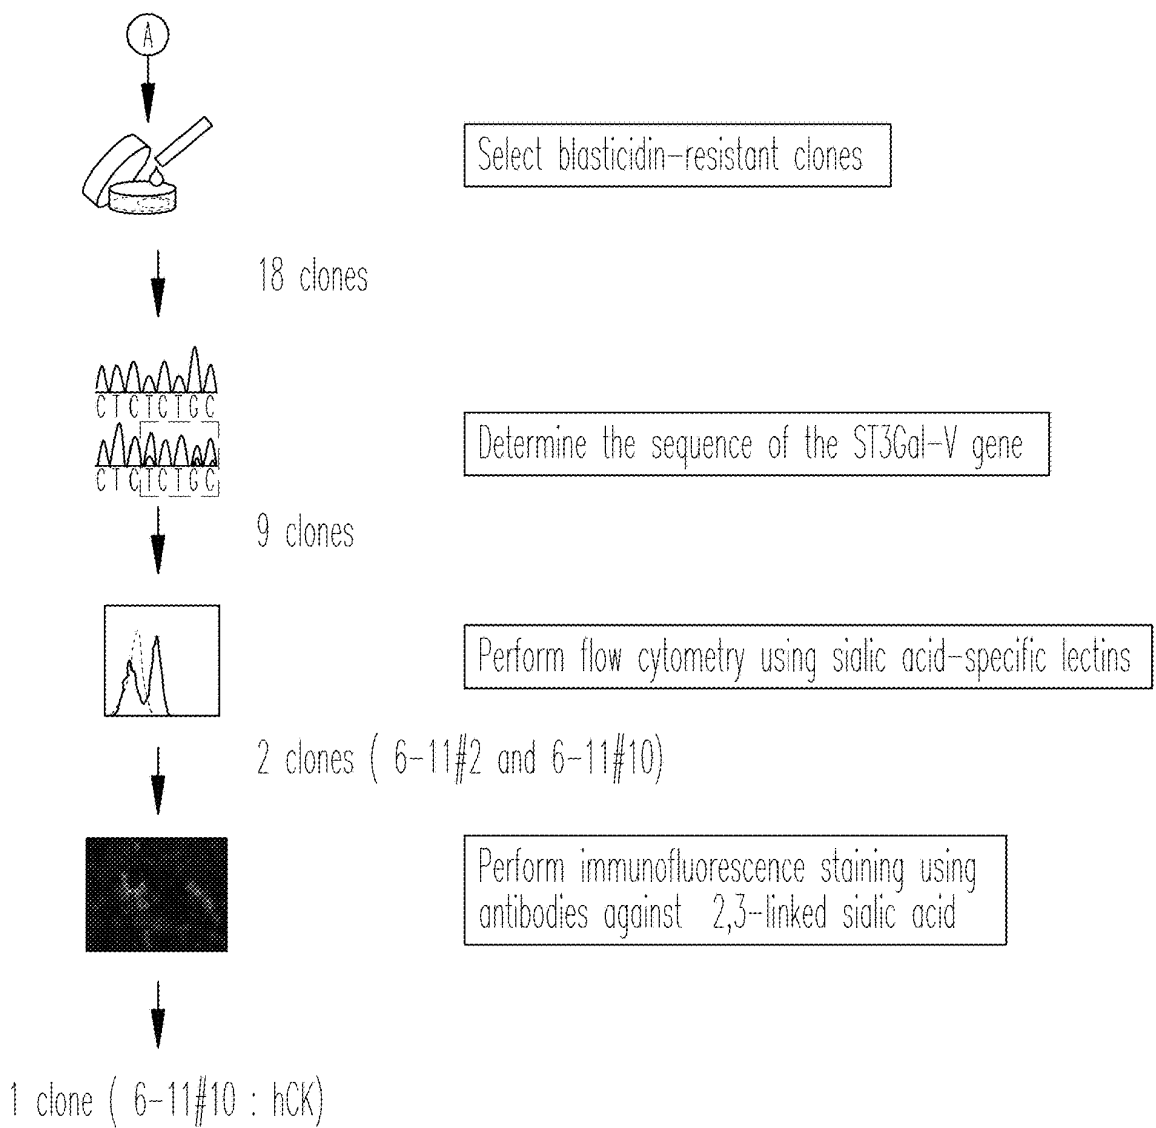 A
Select blasticidin-resistant clones
18 clones
C T C T C T G C
C T C T C T G C
Determine the sequence of the ST3Gal-V gene
9 clones
Perform flow cytometry using sialic acid-specific lectins
2 clones ( 6-11#2 and 6-11#10)
Perform immunofluorescence staining using
antibodies against 2,3-linked sialic acid
1 clone ( 6-11#10 : hCK)